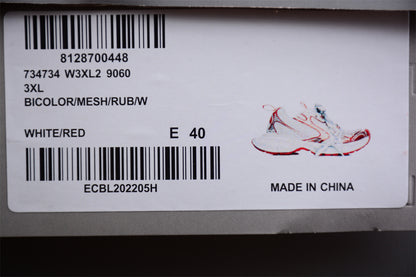 8128700448
734734 W3XL2 9060
3XL
BICOLOR/MESH/RUB/W
WHITE/RED E 40
ECBL202205H
MADE IN CHINA